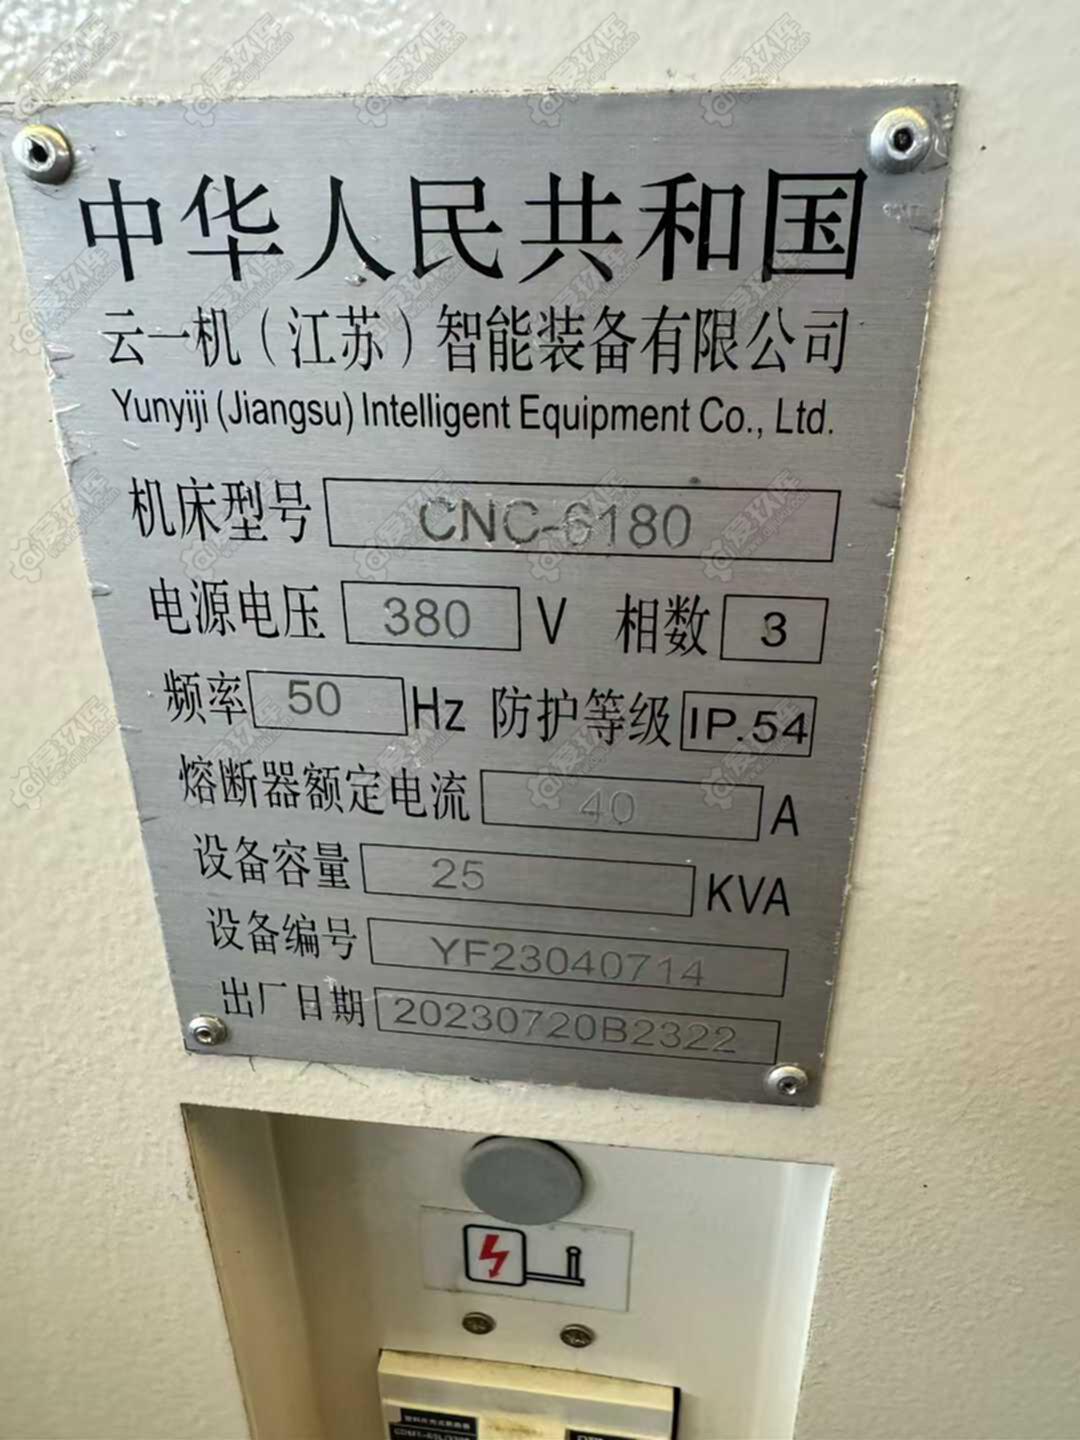 中华人民共和国
云一机（江苏）智能装备有限公司
Yunyiji (Jiangsu) Intelligent Equipment Co., Ltd.
机床型号 CNC-6180
电源电压 380 V 相数 3
频率 50 Hz 防护等级 IP.54
熔断器额定电流 40 A
设备容量 25 KVA
设备编号 YF23040714
出厂日期 20230720B2322